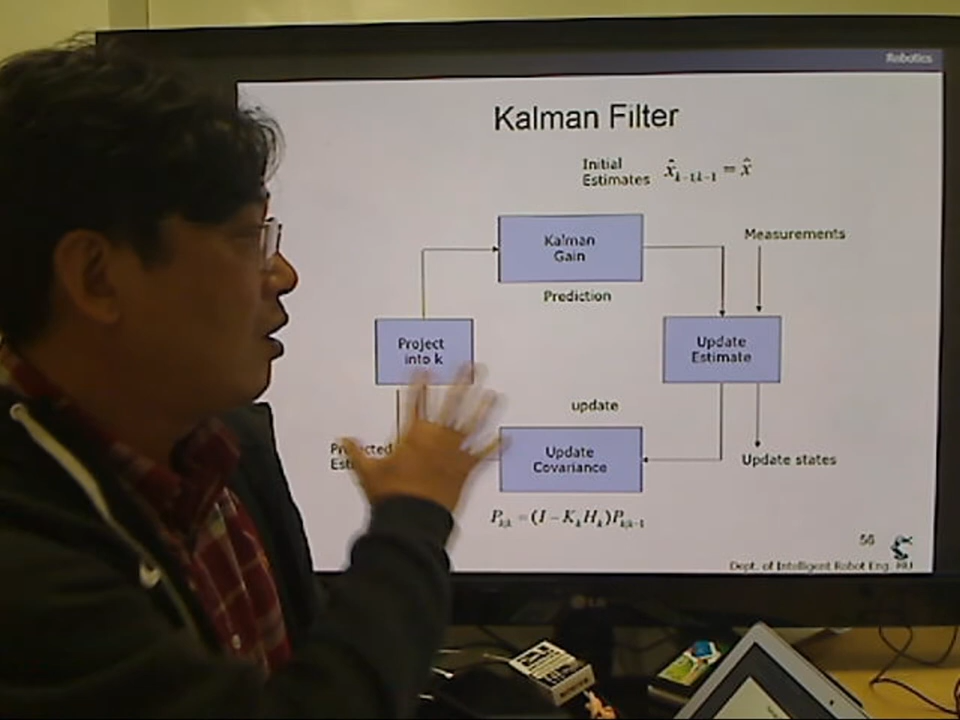 Robotics
Kalman Filter
Initial
Estimates
x̂ₖ₋₁|ₖ₋₁ = x̂
Kalman
Gain
Measurements
Prediction
Project
into k
Update
Estimate
update
Update
Covariance
Update states
Pₖ|ₖ = (I − KₖHₖ)Pₖ|ₖ₋₁
56
Dept. of Intelligent Robot Eng. HU
LG